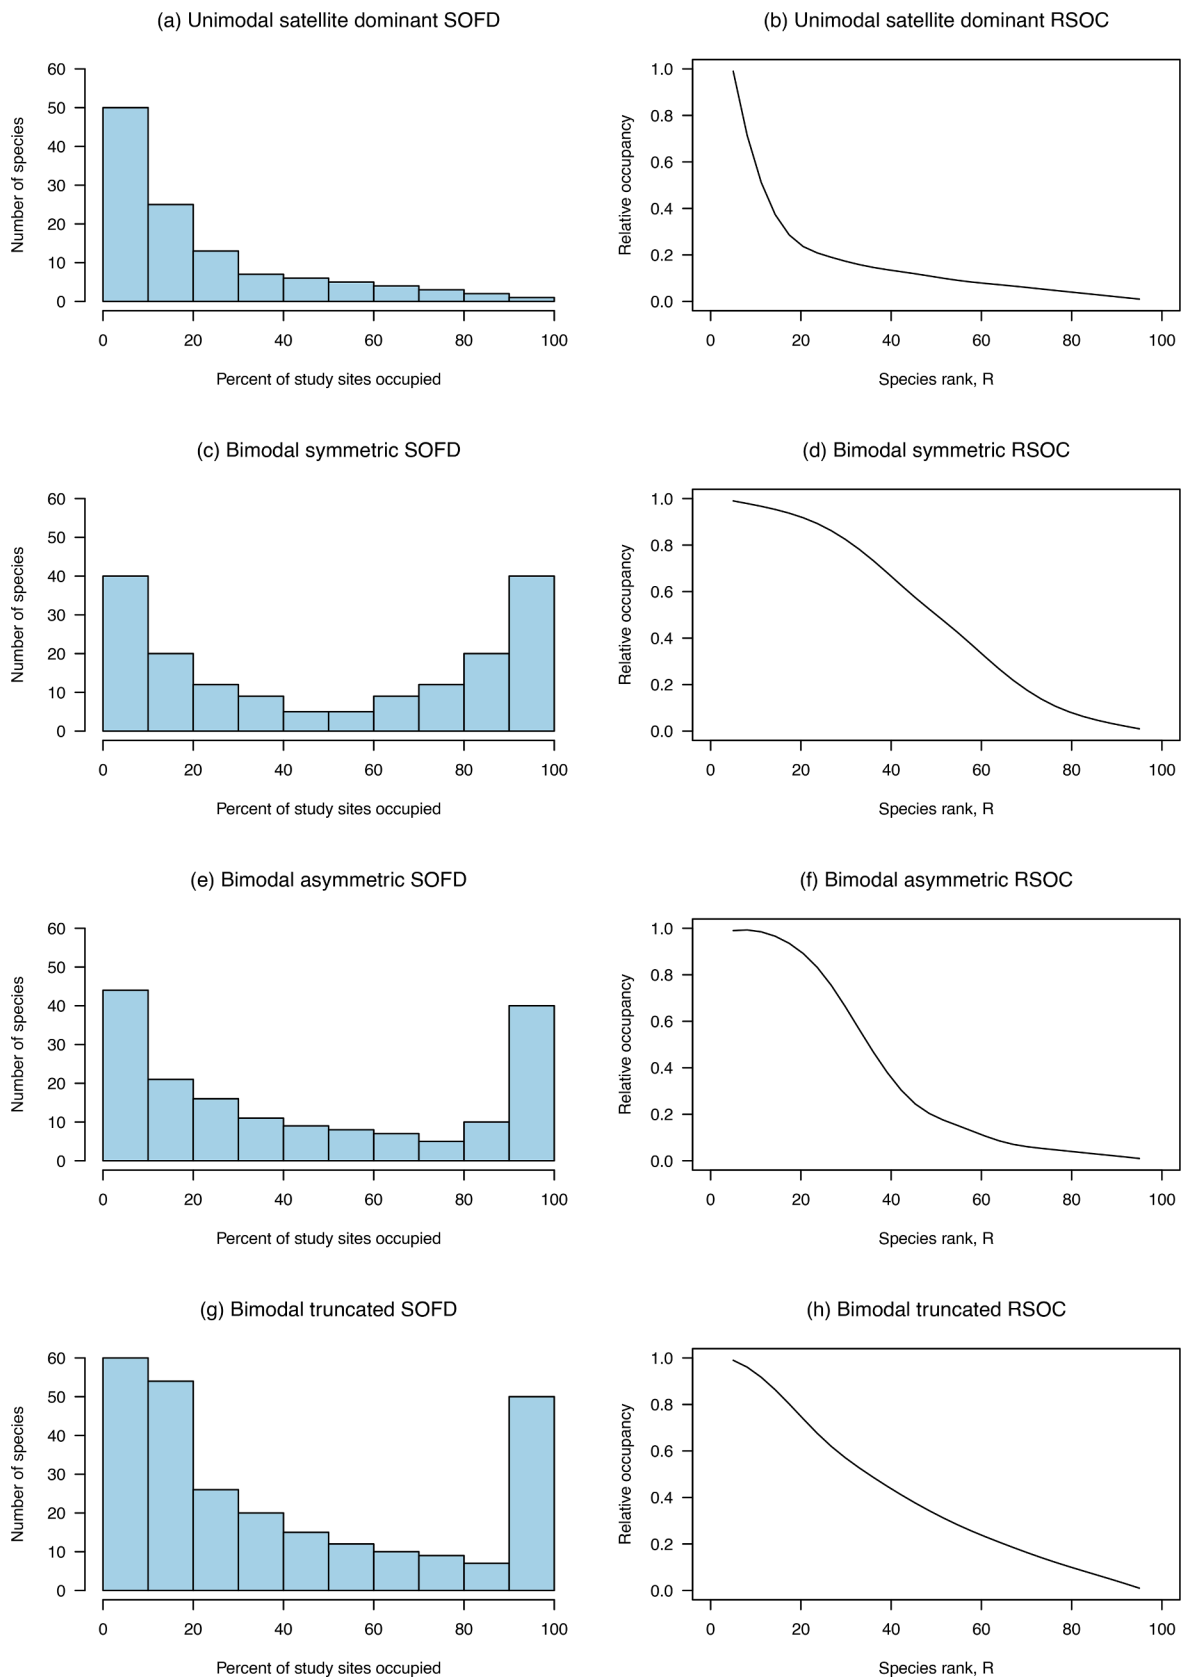 (a) Unimodal satellite dominant SOFD
Number of species
60
50
40
30
20
10
0
0 20 40 60 80 100
Percent of study sites occupied
(b) Unimodal satellite dominant RSOC
Relative occupancy
1.0
0.8
0.6
0.4
0.2
0.0
0 20 40 60 80 100
Species rank, R
(c) Bimodal symmetric SOFD
Number of species
60
50
40
30
20
10
0
0 20 40 60 80 100
Percent of study sites occupied
(d) Bimodal symmetric RSOC
Relative occupancy
1.0
0.8
0.6
0.4
0.2
0.0
0 20 40 60 80 100
Species rank, R
(e) Bimodal asymmetric SOFD
Number of species
60
50
40
30
20
10
0
0 20 40 60 80 100
Percent of study sites occupied
(f) Bimodal asymmetric RSOC
Relative occupancy
1.0
0.8
0.6
0.4
0.2
0.0
0 20 40 60 80 100
Species rank, R
(g) Bimodal truncated SOFD
Number of species
60
50
40
30
20
10
0
0 20 40 60 80 100
Percent of study sites occupied
(h) Bimodal truncated RSOC
Relative occupancy
1.0
0.8
0.6
0.4
0.2
0.0
0 20 40 60 80 100
Species rank, R